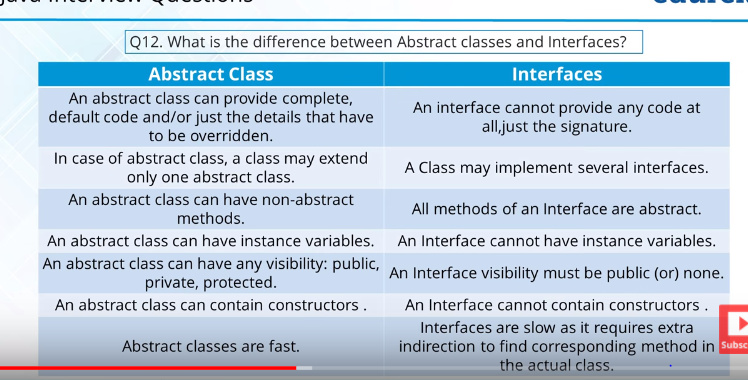 Java Interview Questions
Q12. What is the difference between Abstract classes and Interfaces?
Abstract Class
Interfaces
An abstract class can provide complete,
default code and/or just the details that have
to be overridden.
An interface cannot provide any code at
all,just the signature.
In case of abstract class, a class may extend
only one abstract class.
A Class may implement several interfaces.
An abstract class can have non-abstract
methods.
All methods of an Interface are abstract.
An abstract class can have instance variables.
An Interface cannot have instance variables.
An abstract class can have any visibility: public,
private, protected.
An Interface visibility must be public (or) none.
An abstract class can contain constructors .
An Interface cannot contain constructors .
Abstract classes are fast.
Interfaces are slow as it requires extra
indirection to find corresponding method in
the actual class.